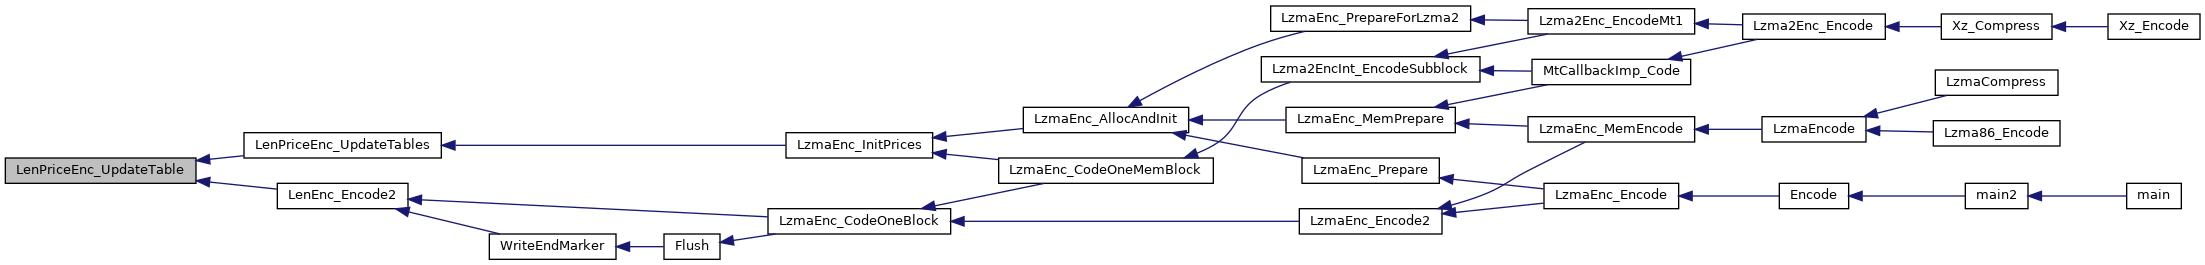 LenPriceEnc_UpdateTable
LenPriceEnc_UpdateTables
LenEnc_Encode2
WriteEndMarker
Flush
LzmaEnc_InitPrices
LzmaEnc_CodeOneBlock
LzmaEnc_AllocAndInit
LzmaEnc_CodeOneMemBlock
LzmaEnc_PrepareForLzma2
Lzma2EncInt_EncodeSubblock
LzmaEnc_MemPrepare
LzmaEnc_Prepare
LzmaEnc_Encode2
Lzma2Enc_EncodeMt1
MtCallbackImp_Code
LzmaEnc_MemEncode
LzmaEnc_Encode
Lzma2Enc_Encode
LzmaEncode
Encode
Xz_Compress
LzmaCompress
Lzma86_Encode
main2
Xz_Encode
main